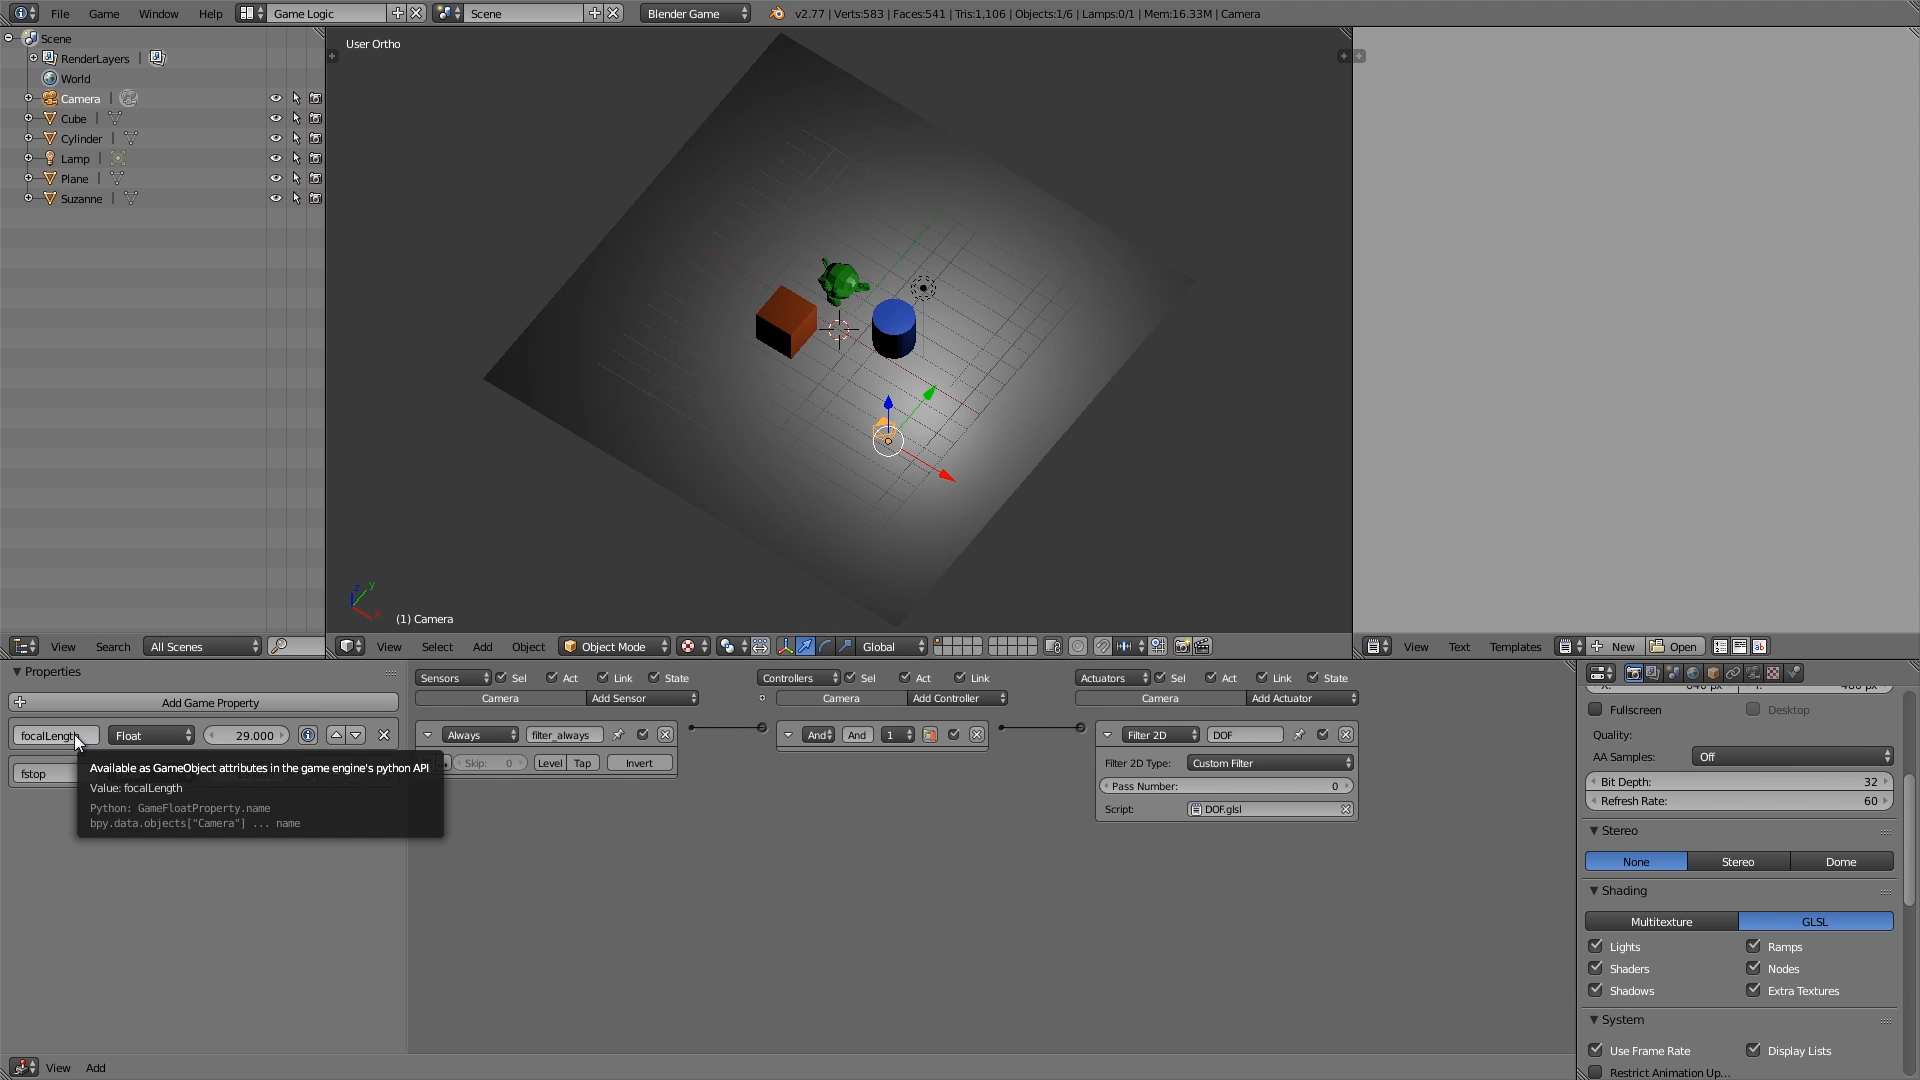 File Game Window Help Game Logic Scene Blender Game v2.77 | Verts:583 | Faces:541 | Tris:1,106 | Objects:1/6 | Lamps:0/1 | Mem:16.33M | Camera
Scene
RenderLayers
World
Camera
Cube
Cylinder
Lamp
Plane
Suzanne
View Search All Scenes
User Ortho
z y x
(1) Camera
View Select Add Object Object Mode Global
View Text Templates New Open ab
Properties
Add Game Property
focalLength Float 29.000
fstop
Available as GameObject attributes in the game engine's python API
Value: focalLength
Python: GameFloatProperty.name
bpy.data.objects["Camera"] ... name
Sensors Sel Act Link State
Camera Add Sensor
Always filter_always
Skip: 0 Level Tap Invert
Controllers Sel Act Link
Camera Add Controller
And And 1
Actuators Sel Act Link State
Camera Add Actuator
Filter 2D DOF
Filter 2D Type: Custom Filter
Pass Number: 0
Script: DOF.glsl
View Add
X: 640 px Y: 480 px
Fullscreen Desktop
Quality:
AA Samples: Off
Bit Depth: 32
Refresh Rate: 60
Stereo
None Stereo Dome
Shading
Multitexture GLSL
Lights Ramps
Shaders Nodes
Shadows Extra Textures
System
Use Frame Rate Display Lists
Restrict Animation Up...